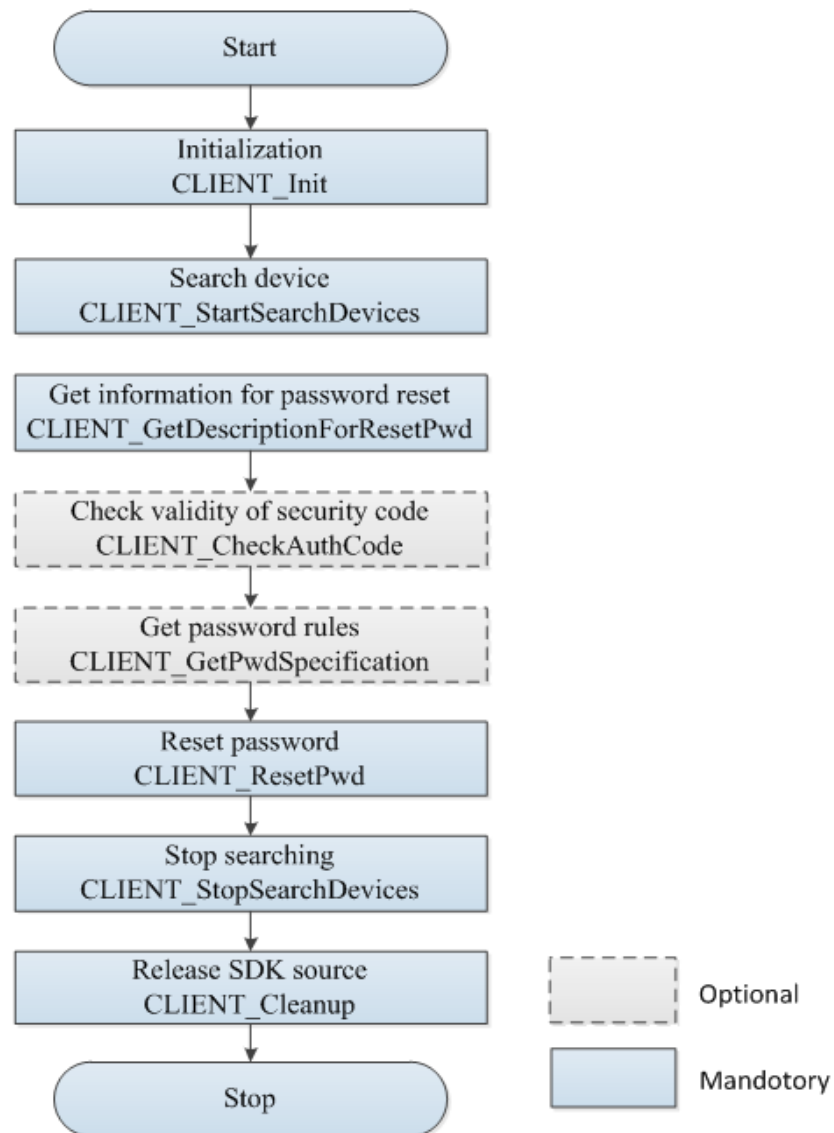 Start
Initialization
CLIENT_Init
Search device
CLIENT_StartSearchDevices
Get information for password reset
CLIENT_GetDescriptionForResetPwd
Check validity of security code
CLIENT_CheckAuthCode
Get password rules
CLIENT_GetPwdSpecification
Reset password
CLIENT_ResetPwd
Stop searching
CLIENT_StopSearchDevices
Release SDK source
CLIENT_Cleanup
Stop
Optional
Mandotory